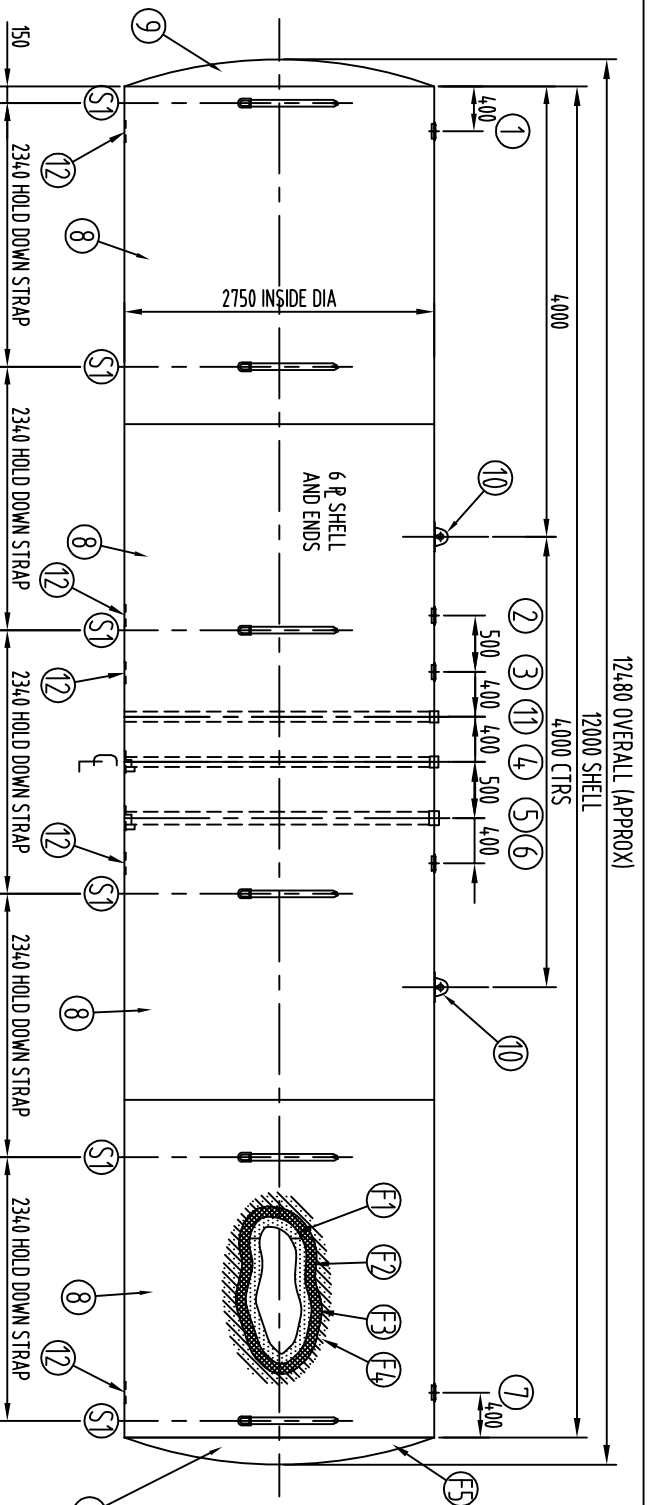 12480 OVERALL (APPROX)
12000 SHELL
4000
4000 CTRS
400
1
2
500
3
400
11
400
4
500
5
6
400
7
400
9
10
10
2750 INSIDE DIA
6 PL SHELL
AND ENDS
CL
F1
F2
F3
F4
F5
8
8
8
8
12
12
12
12
12
S1
S1
S1
S1
S1
S1
150
2340 HOLD DOWN STRAP
2340 HOLD DOWN STRAP
2340 HOLD DOWN STRAP
2340 HOLD DOWN STRAP
2340 HOLD DOWN STRAP